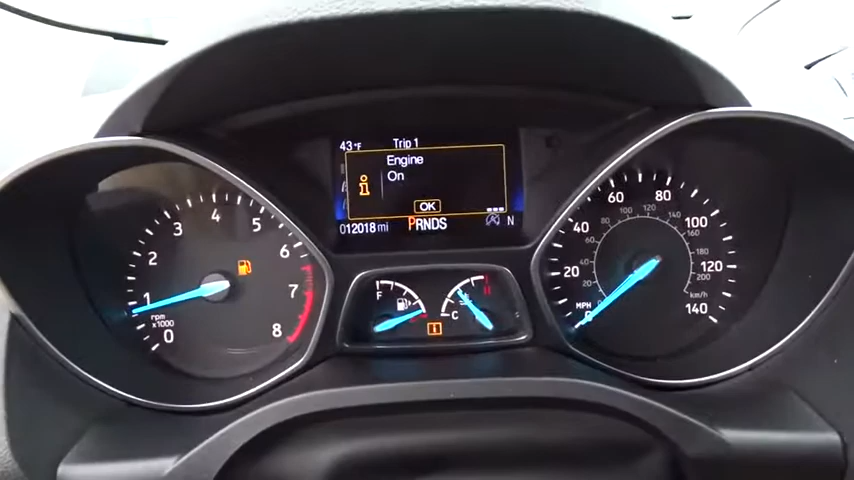 43°F Trip 1
Engine
On
i
OK
012018 mi PRNDS
N
0
1
2
3
4
5
6
7
8
rpm
x1000
F
C
H
i
MPH
0
20
40
60
80
100
120
140
20
40
60
80
100
120
140
160
180
200
km/h